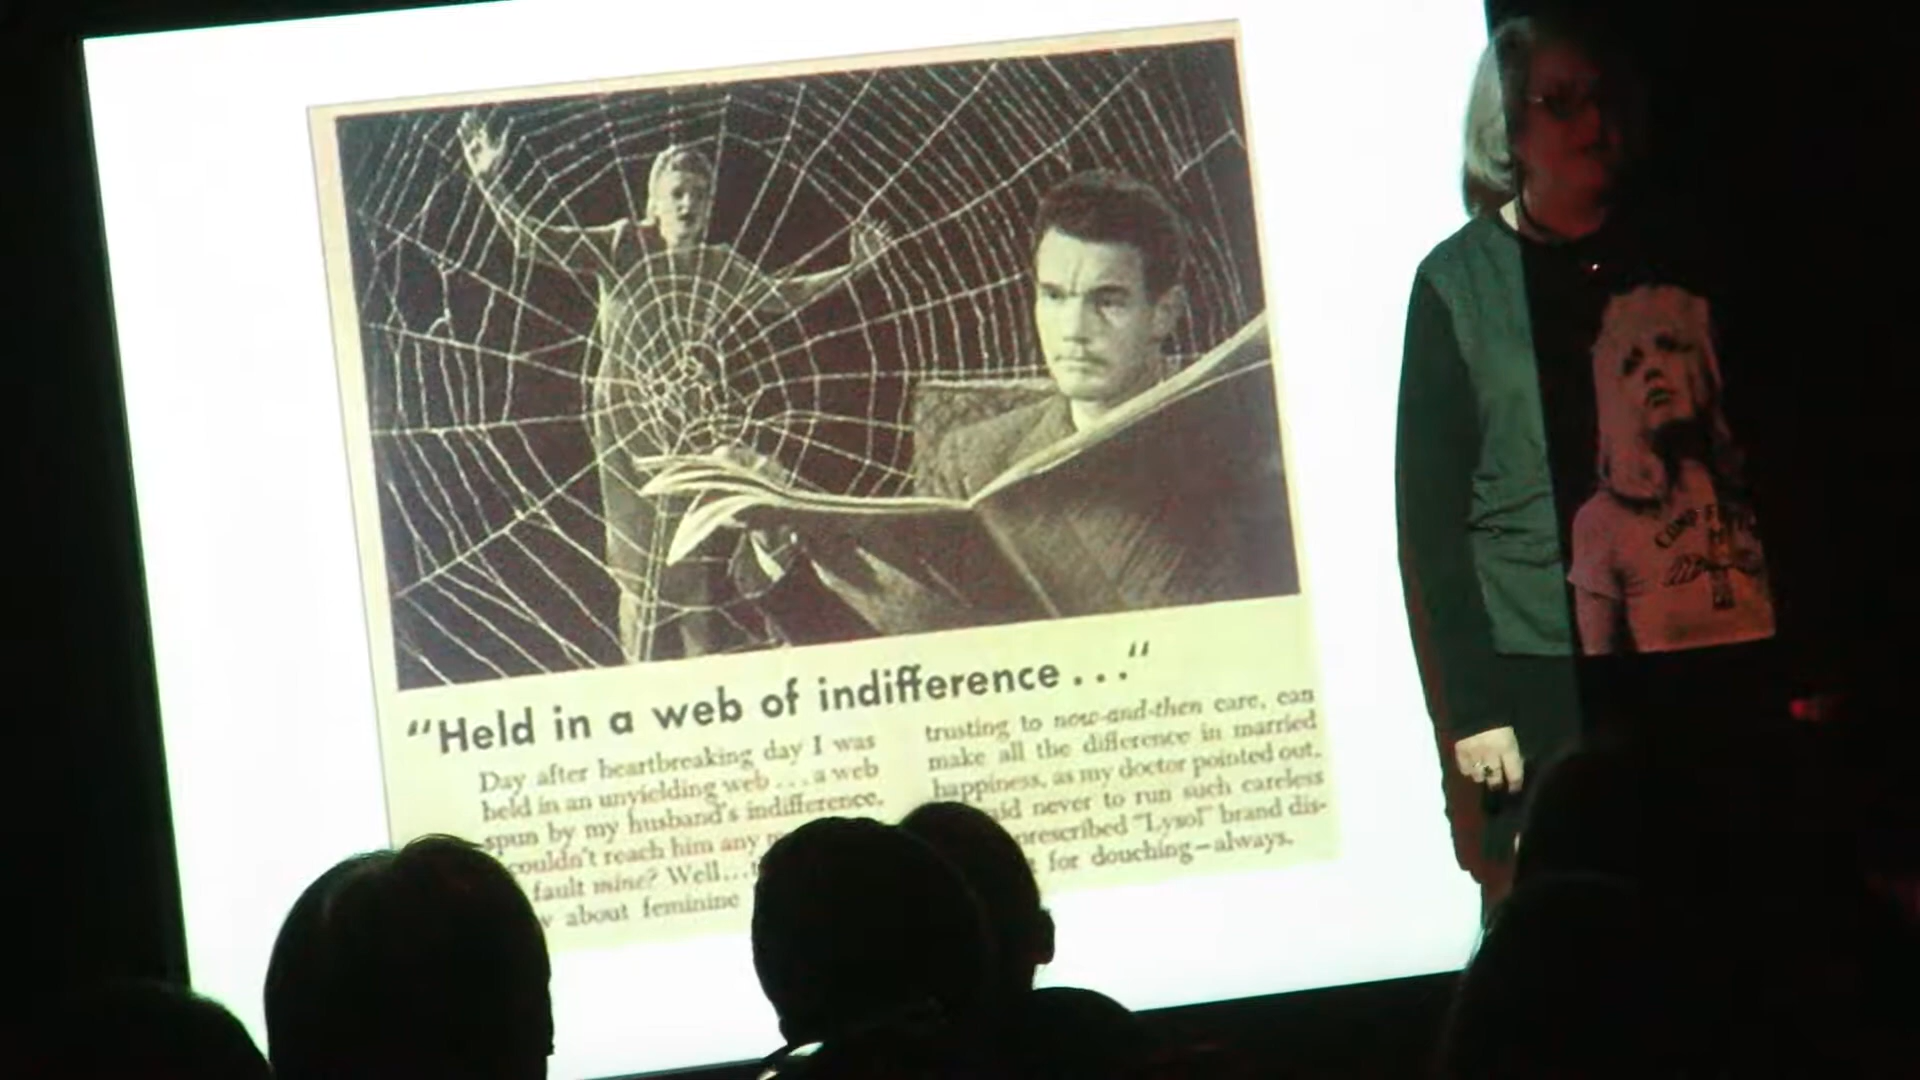 "Held in a web of indifference..."
Day after heartbreaking day I was
held in an unyielding web...a web
spun by my husband's indifference.
couldn't reach him any
fault mine? Well...
about feminine
trusting to now-and-then care, can
make all the difference in married
happiness, as my doctor pointed out.
never to run such careless
prescribed "Lysol" brand dis-
for douching—always.